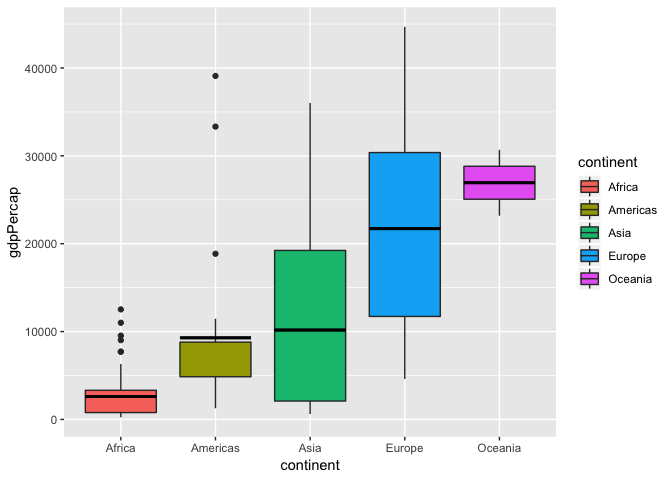 gdpPercap
40000
30000
20000
10000
0
Africa Americas Asia Europe Oceania
continent
continent
Africa
Americas
Asia
Europe
Oceania